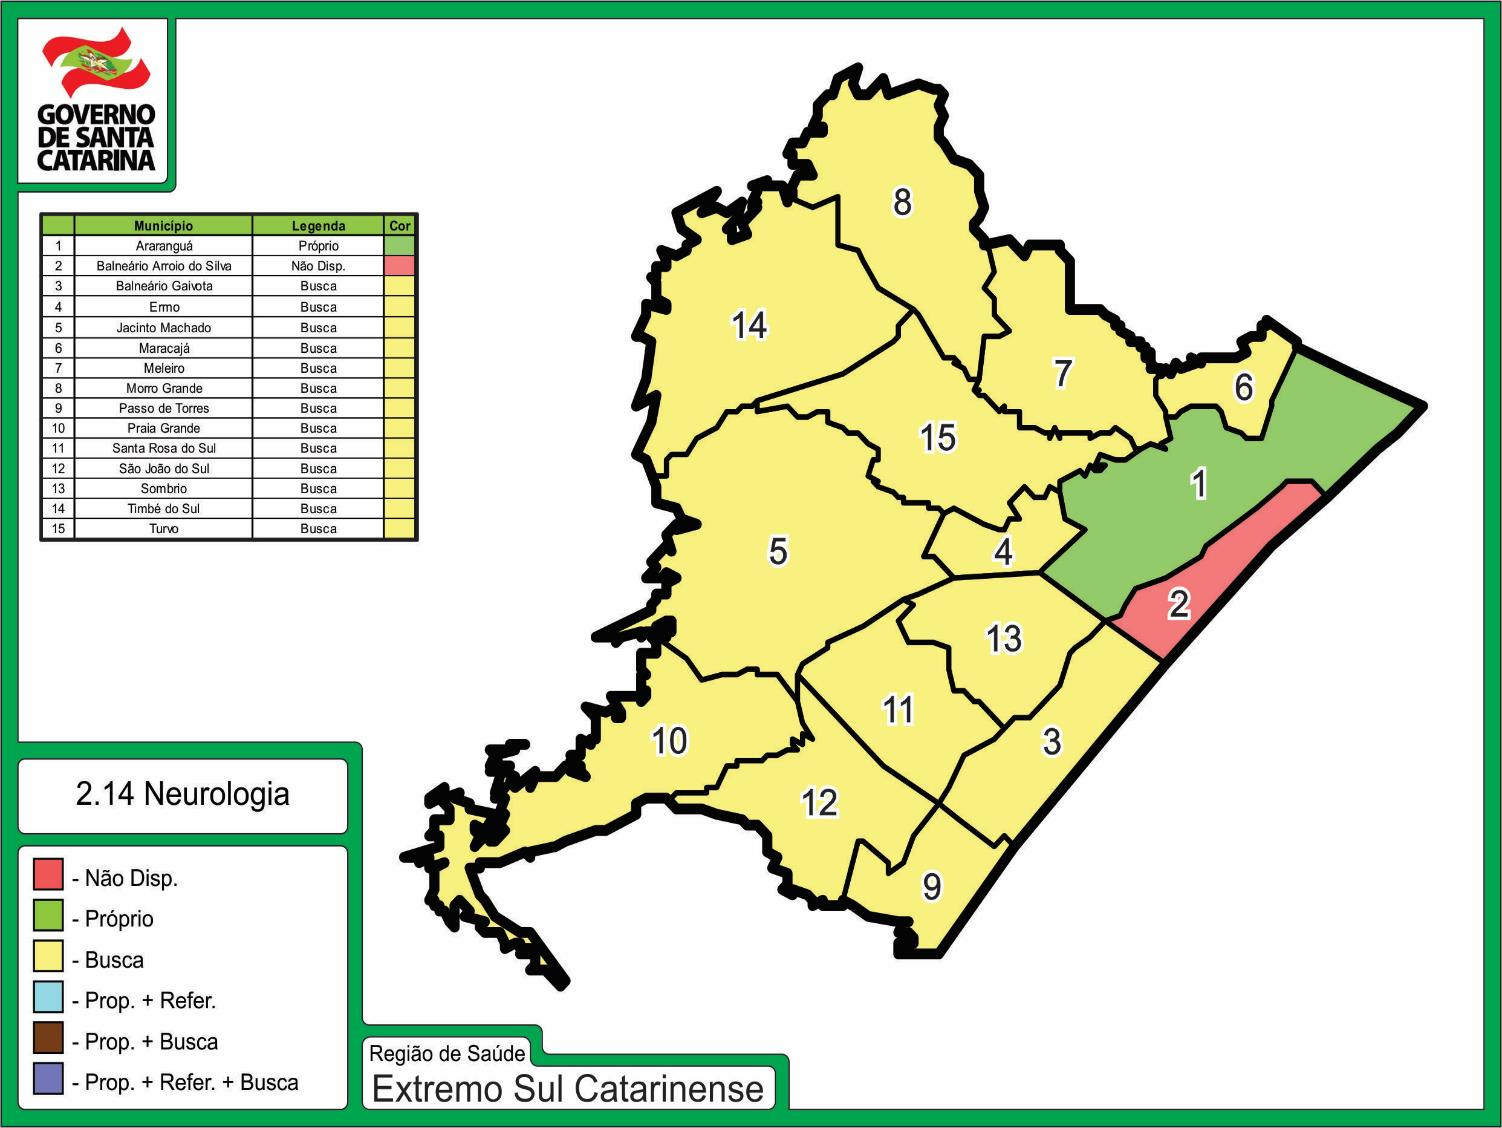 GOVERNO
DE SANTA
CATARINA
Município Legenda Cor
1 Araranguá Próprio
2 Balneário Arroio do Silva Não Disp.
3 Balneário Gaivota Busca
4 Ermo Busca
5 Jacinto Machado Busca
6 Maracajá Busca
7 Meleiro Busca
8 Morro Grande Busca
9 Passo de Torres Busca
10 Praia Grande Busca
11 Santa Rosa do Sul Busca
12 São João do Sul Busca
13 Sombrio Busca
14 Timbé do Sul Busca
15 Turvo Busca
8
14
7
6
15
1
5
4
2
13
11
10
3
12
9
2.14 Neurologia
- Não Disp.
- Próprio
- Busca
- Prop. + Refer.
- Prop. + Busca
- Prop. + Refer. + Busca
Região de Saúde
Extremo Sul Catarinense